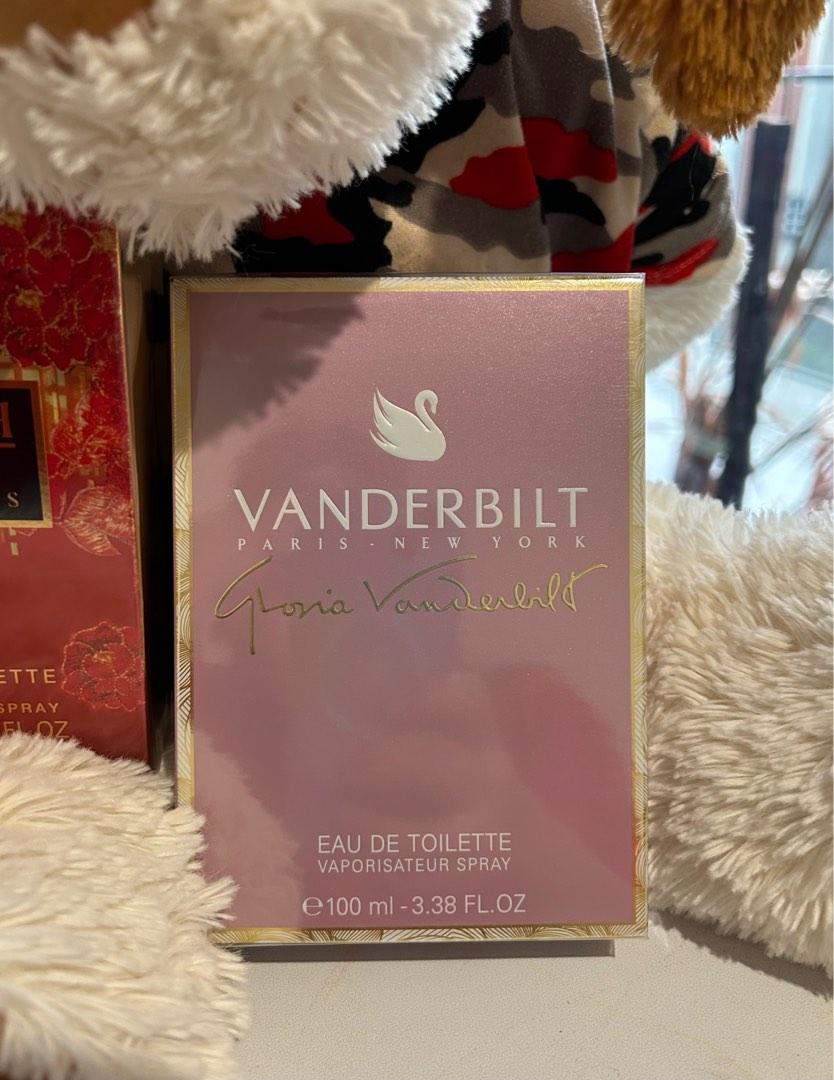 VANDERBILT
PARIS - NEW YORK
Gloria Vanderbilt
EAU DE TOILETTE
VAPORISATEUR SPRAY
℮100 ml - 3.38 FL.OZ
S
ETTE
SPRAY
FL.OZ